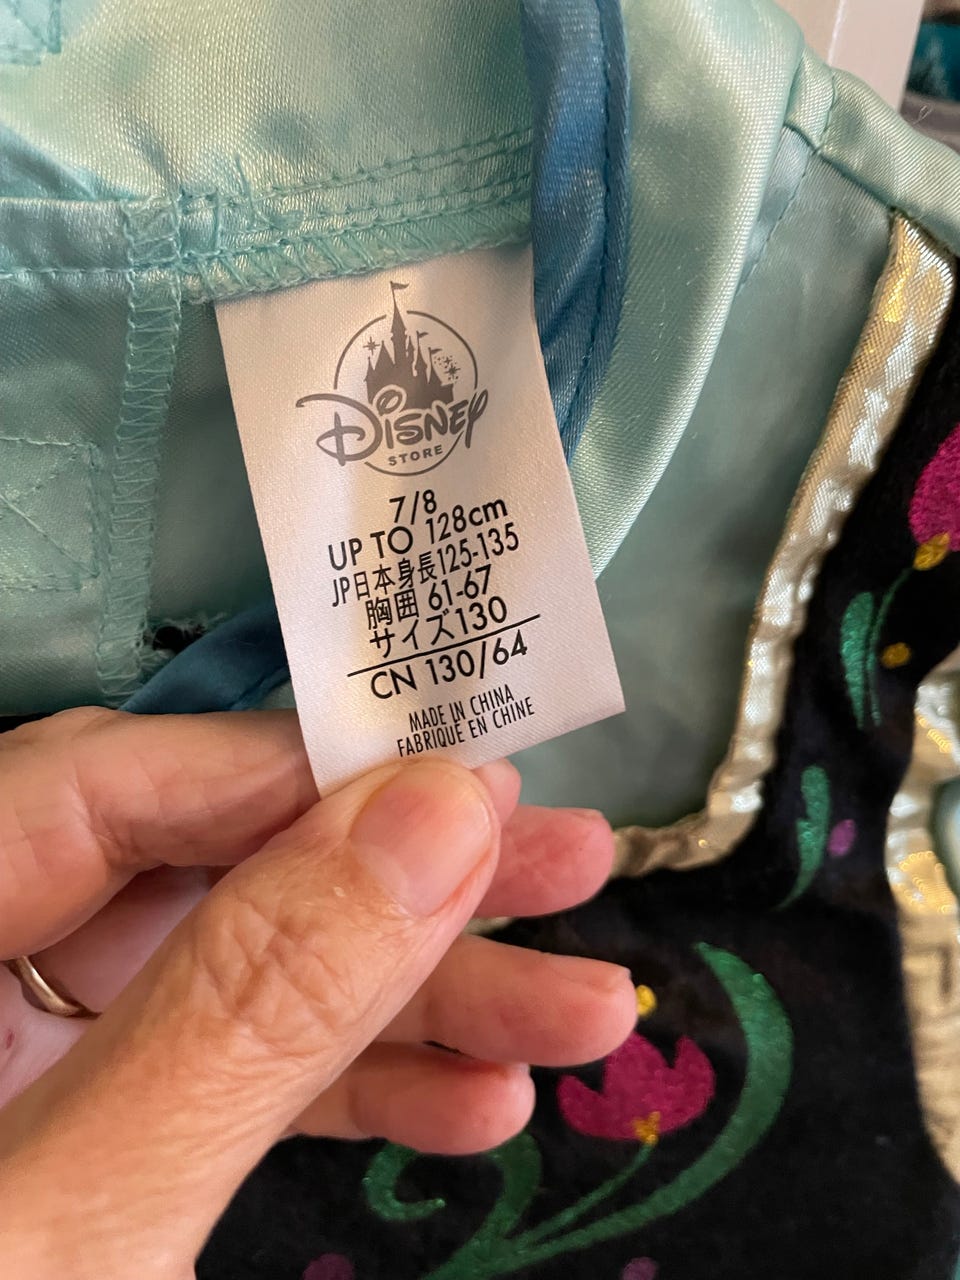 DISNEY
STORE
7/8
UP TO 128cm
JP日本身長125-135
胸囲 61-67
サイズ130
CN 130/64
MADE IN CHINA
FABRIQUÉ EN CHINE